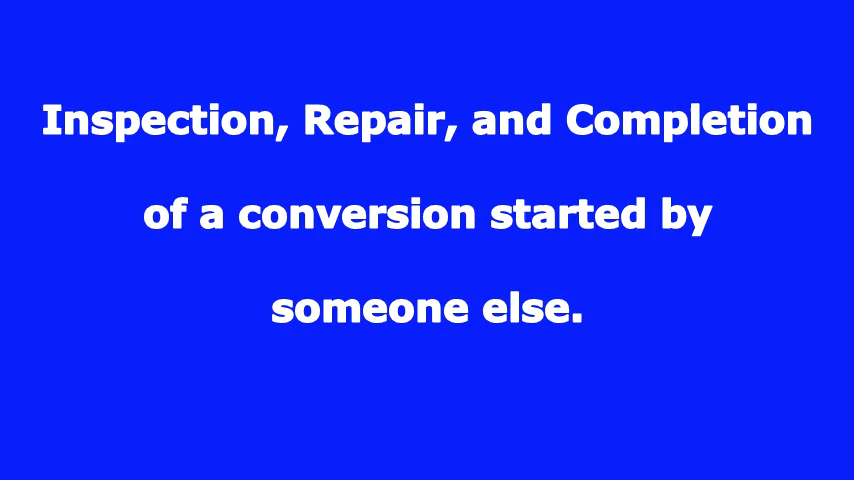 Inspection, Repair, and Completion
of a conversion started by
someone else.